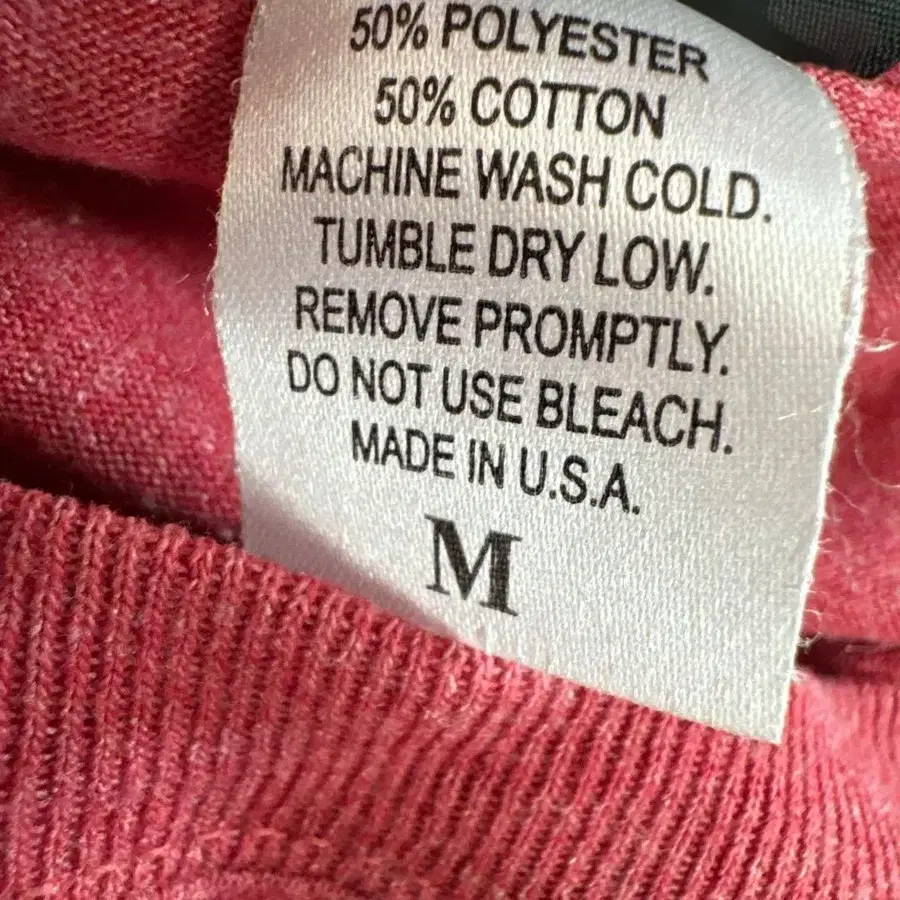 50% POLYESTER
50% COTTON
MACHINE WASH COLD.
TUMBLE DRY LOW.
REMOVE PROMPTLY.
DO NOT USE BLEACH.
MADE IN U.S.A.
M